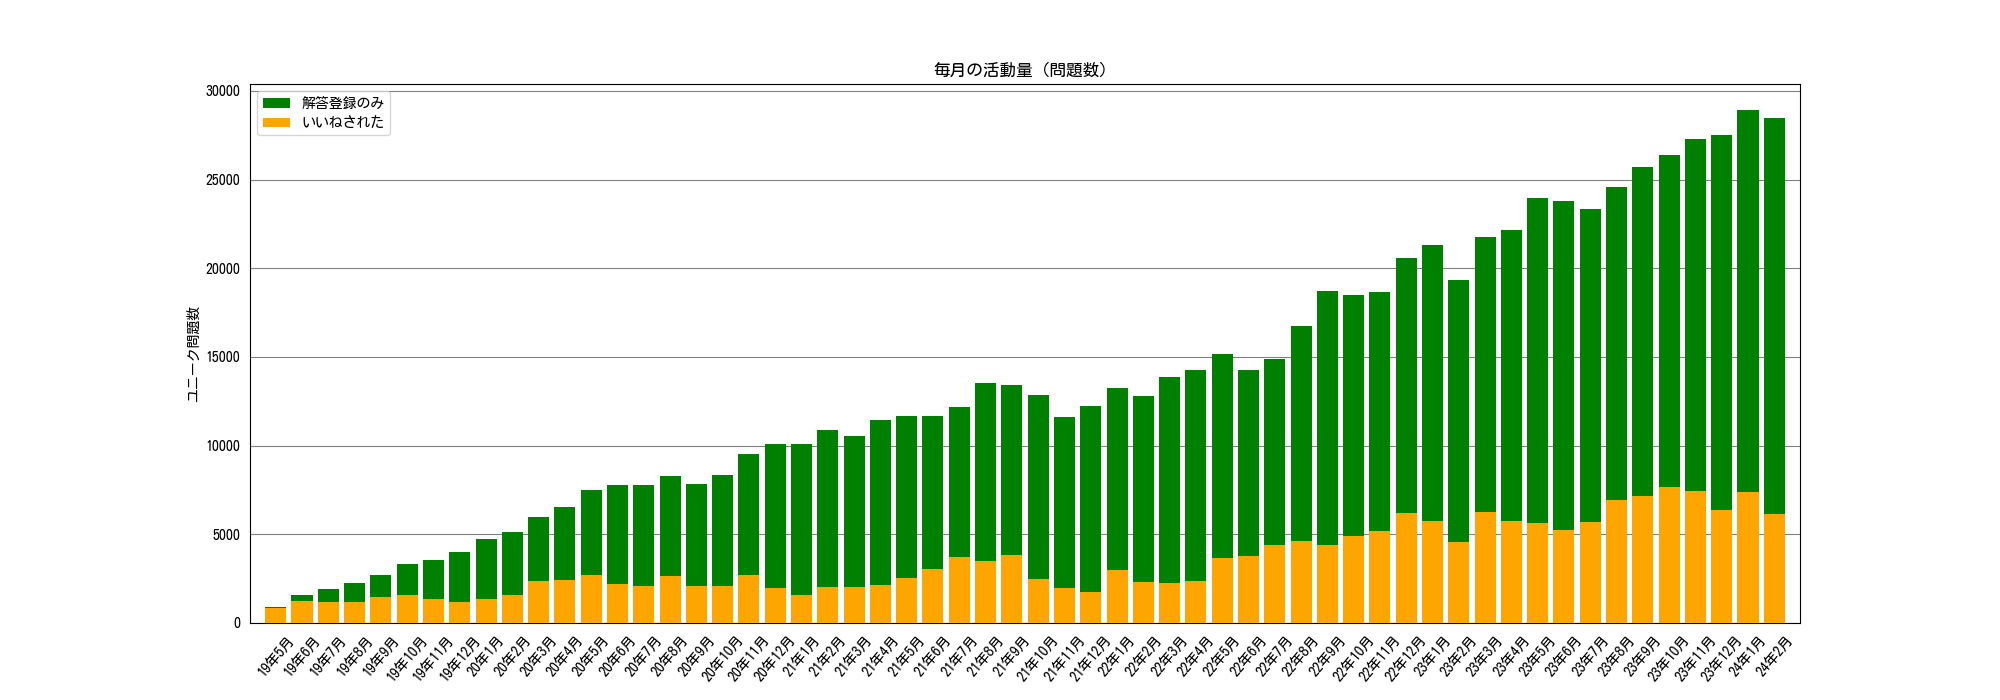 毎月の活動量（問題数）
解答登録のみ
いいねされた
ユニーク問題数
30000
25000
20000
15000
10000
5000
0
19年5月
19年6月
19年7月
19年8月
19年9月
19年10月
19年11月
19年12月
20年1月
20年2月
20年3月
20年4月
20年5月
20年6月
20年7月
20年8月
20年9月
20年10月
20年11月
20年12月
21年1月
21年2月
21年3月
21年4月
21年5月
21年6月
21年7月
21年8月
21年9月
21年10月
21年11月
21年12月
22年1月
22年2月
22年3月
22年4月
22年5月
22年6月
22年7月
22年8月
22年9月
22年10月
22年11月
22年12月
23年1月
23年2月
23年3月
23年4月
23年5月
23年6月
23年7月
23年8月
23年9月
23年10月
23年11月
23年12月
24年1月
24年2月